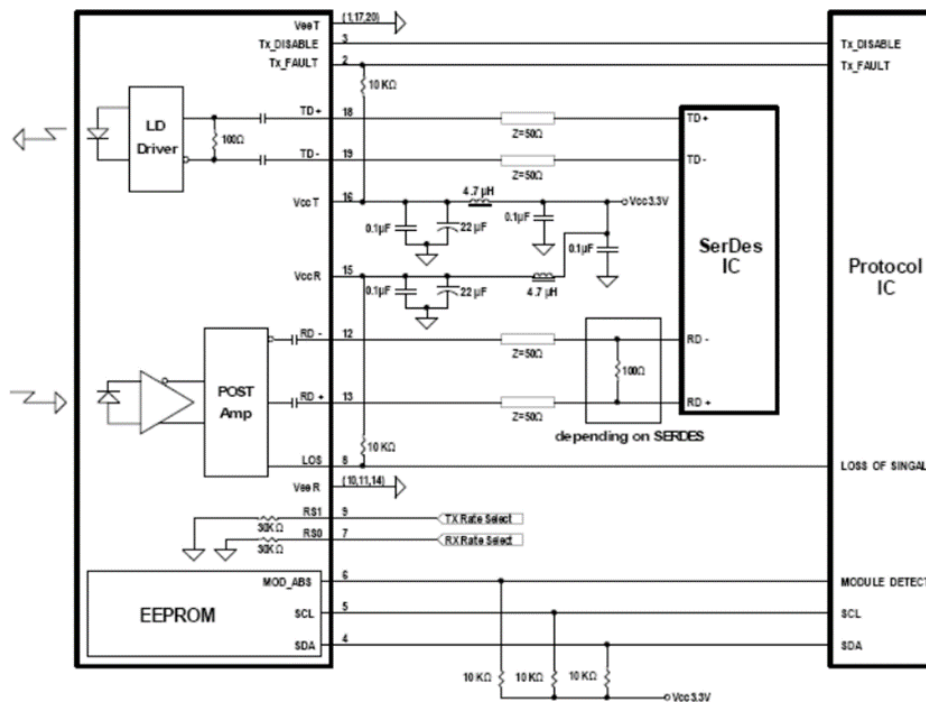 VeeT (1,17,20)
Tx_DISABLE 3 Tx_DISABLE
Tx_FAULT 2 Tx_FAULT
10 KΩ
LD Driver
100Ω
TD+ 18 Z=50Ω TD+
TD - 19 Z=50Ω TD -
VccT 16 4.7 µH Vcc3.3V
0.1µF 22 µF 0.1µF 0.1µF
SerDes IC
Protocol IC
VccR 15
0.1µF 22 µF 4.7 µH
RD - 12 Z=50Ω RD -
POST Amp
100Ω
RD + 13 Z=50Ω RD +
depending on SERDES
10 KΩ
LOS 8 LOSS OF SINGAL
VeeR (10,11,14)
RS1 9 TX Rate Select
30KΩ
RS0 7 RX Rate Select
30KΩ
EEPROM
MOD_ABS 6 MODULE DETECT
SCL 5 SCL
SDA 4 SDA
10 KΩ 10 KΩ 10 KΩ
Vcc3.3V